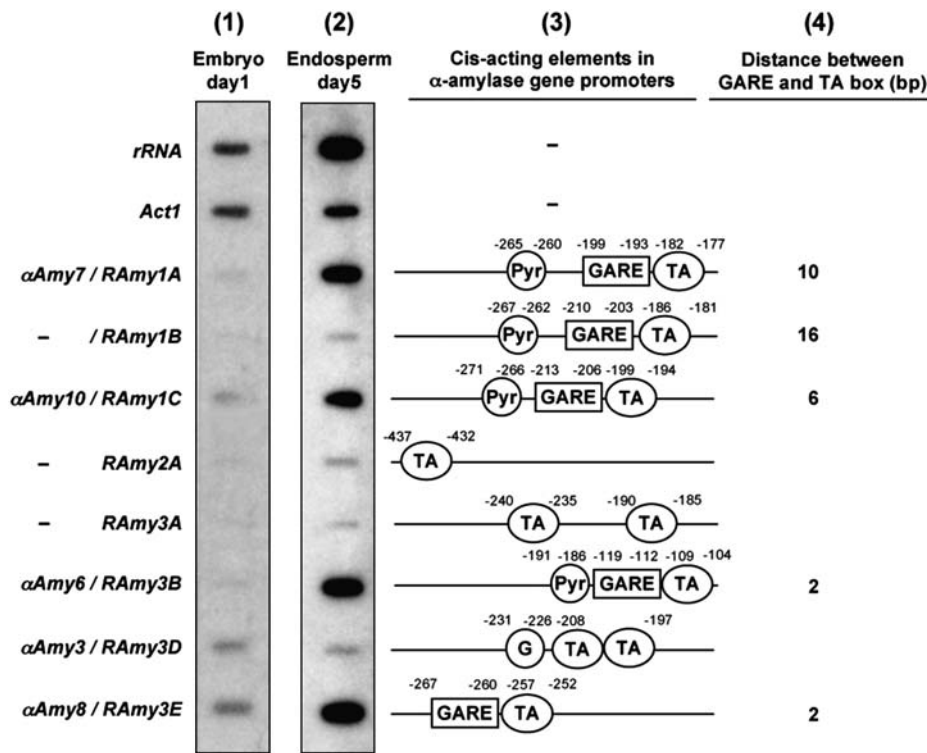 (1) (2) (3) (4)
Embryo day1 Endosperm day5 Cis-acting elements in α-amylase gene promoters Distance between GARE and TA box (bp)
rRNA –
Act1 –
-265 -260 -199 -193 -182 -177
αAmy7 / RAmy1A Pyr GARE TA 10
-267 -262 -210 -203 -186 -181
– / RAmy1B Pyr GARE TA 16
-271 -266 -213 -206 -199 -194
αAmy10 / RAmy1C Pyr GARE TA 6
-437 -432
– RAmy2A TA
-240 -235 -190 -185
– RAmy3A TA TA
-191 -186 -119 -112 -109 -104
αAmy6 / RAmy3B Pyr GARE TA 2
-231 -226 -208 -197
αAmy3 / RAmy3D G TA TA
-267 -260 -257 -252
αAmy8 / RAmy3E GARE TA 2